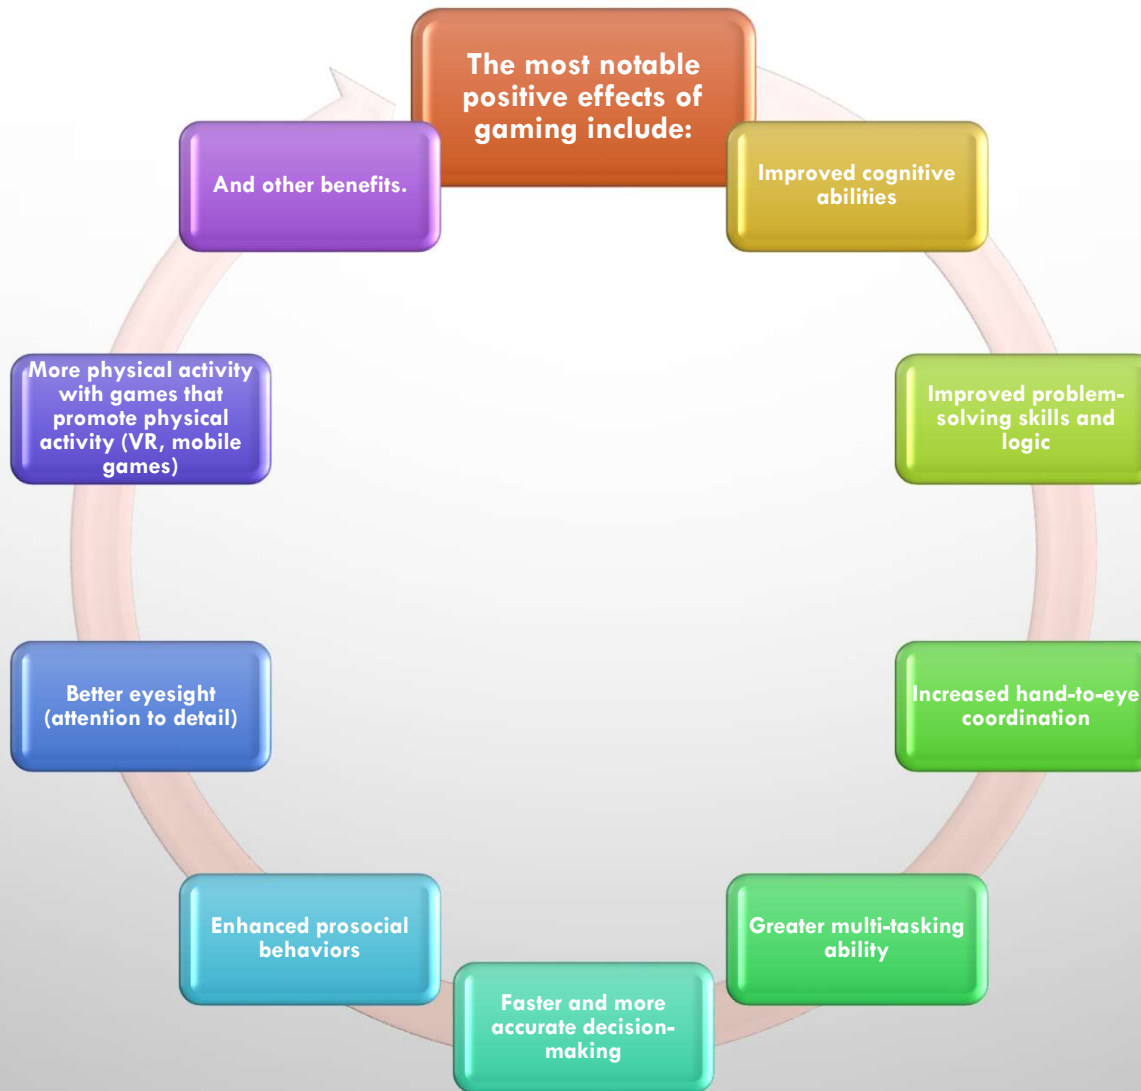 The most notable
positive effects of
gaming include:
Improved cognitive
abilities
Improved problem-
solving skills and
logic
Increased hand-to-eye
coordination
Greater multi-tasking
ability
Faster and more
accurate decision-
making
Enhanced prosocial
behaviors
Better eyesight
(attention to detail)
More physical activity
with games that
promote physical
activity (VR, mobile
games)
And other benefits.